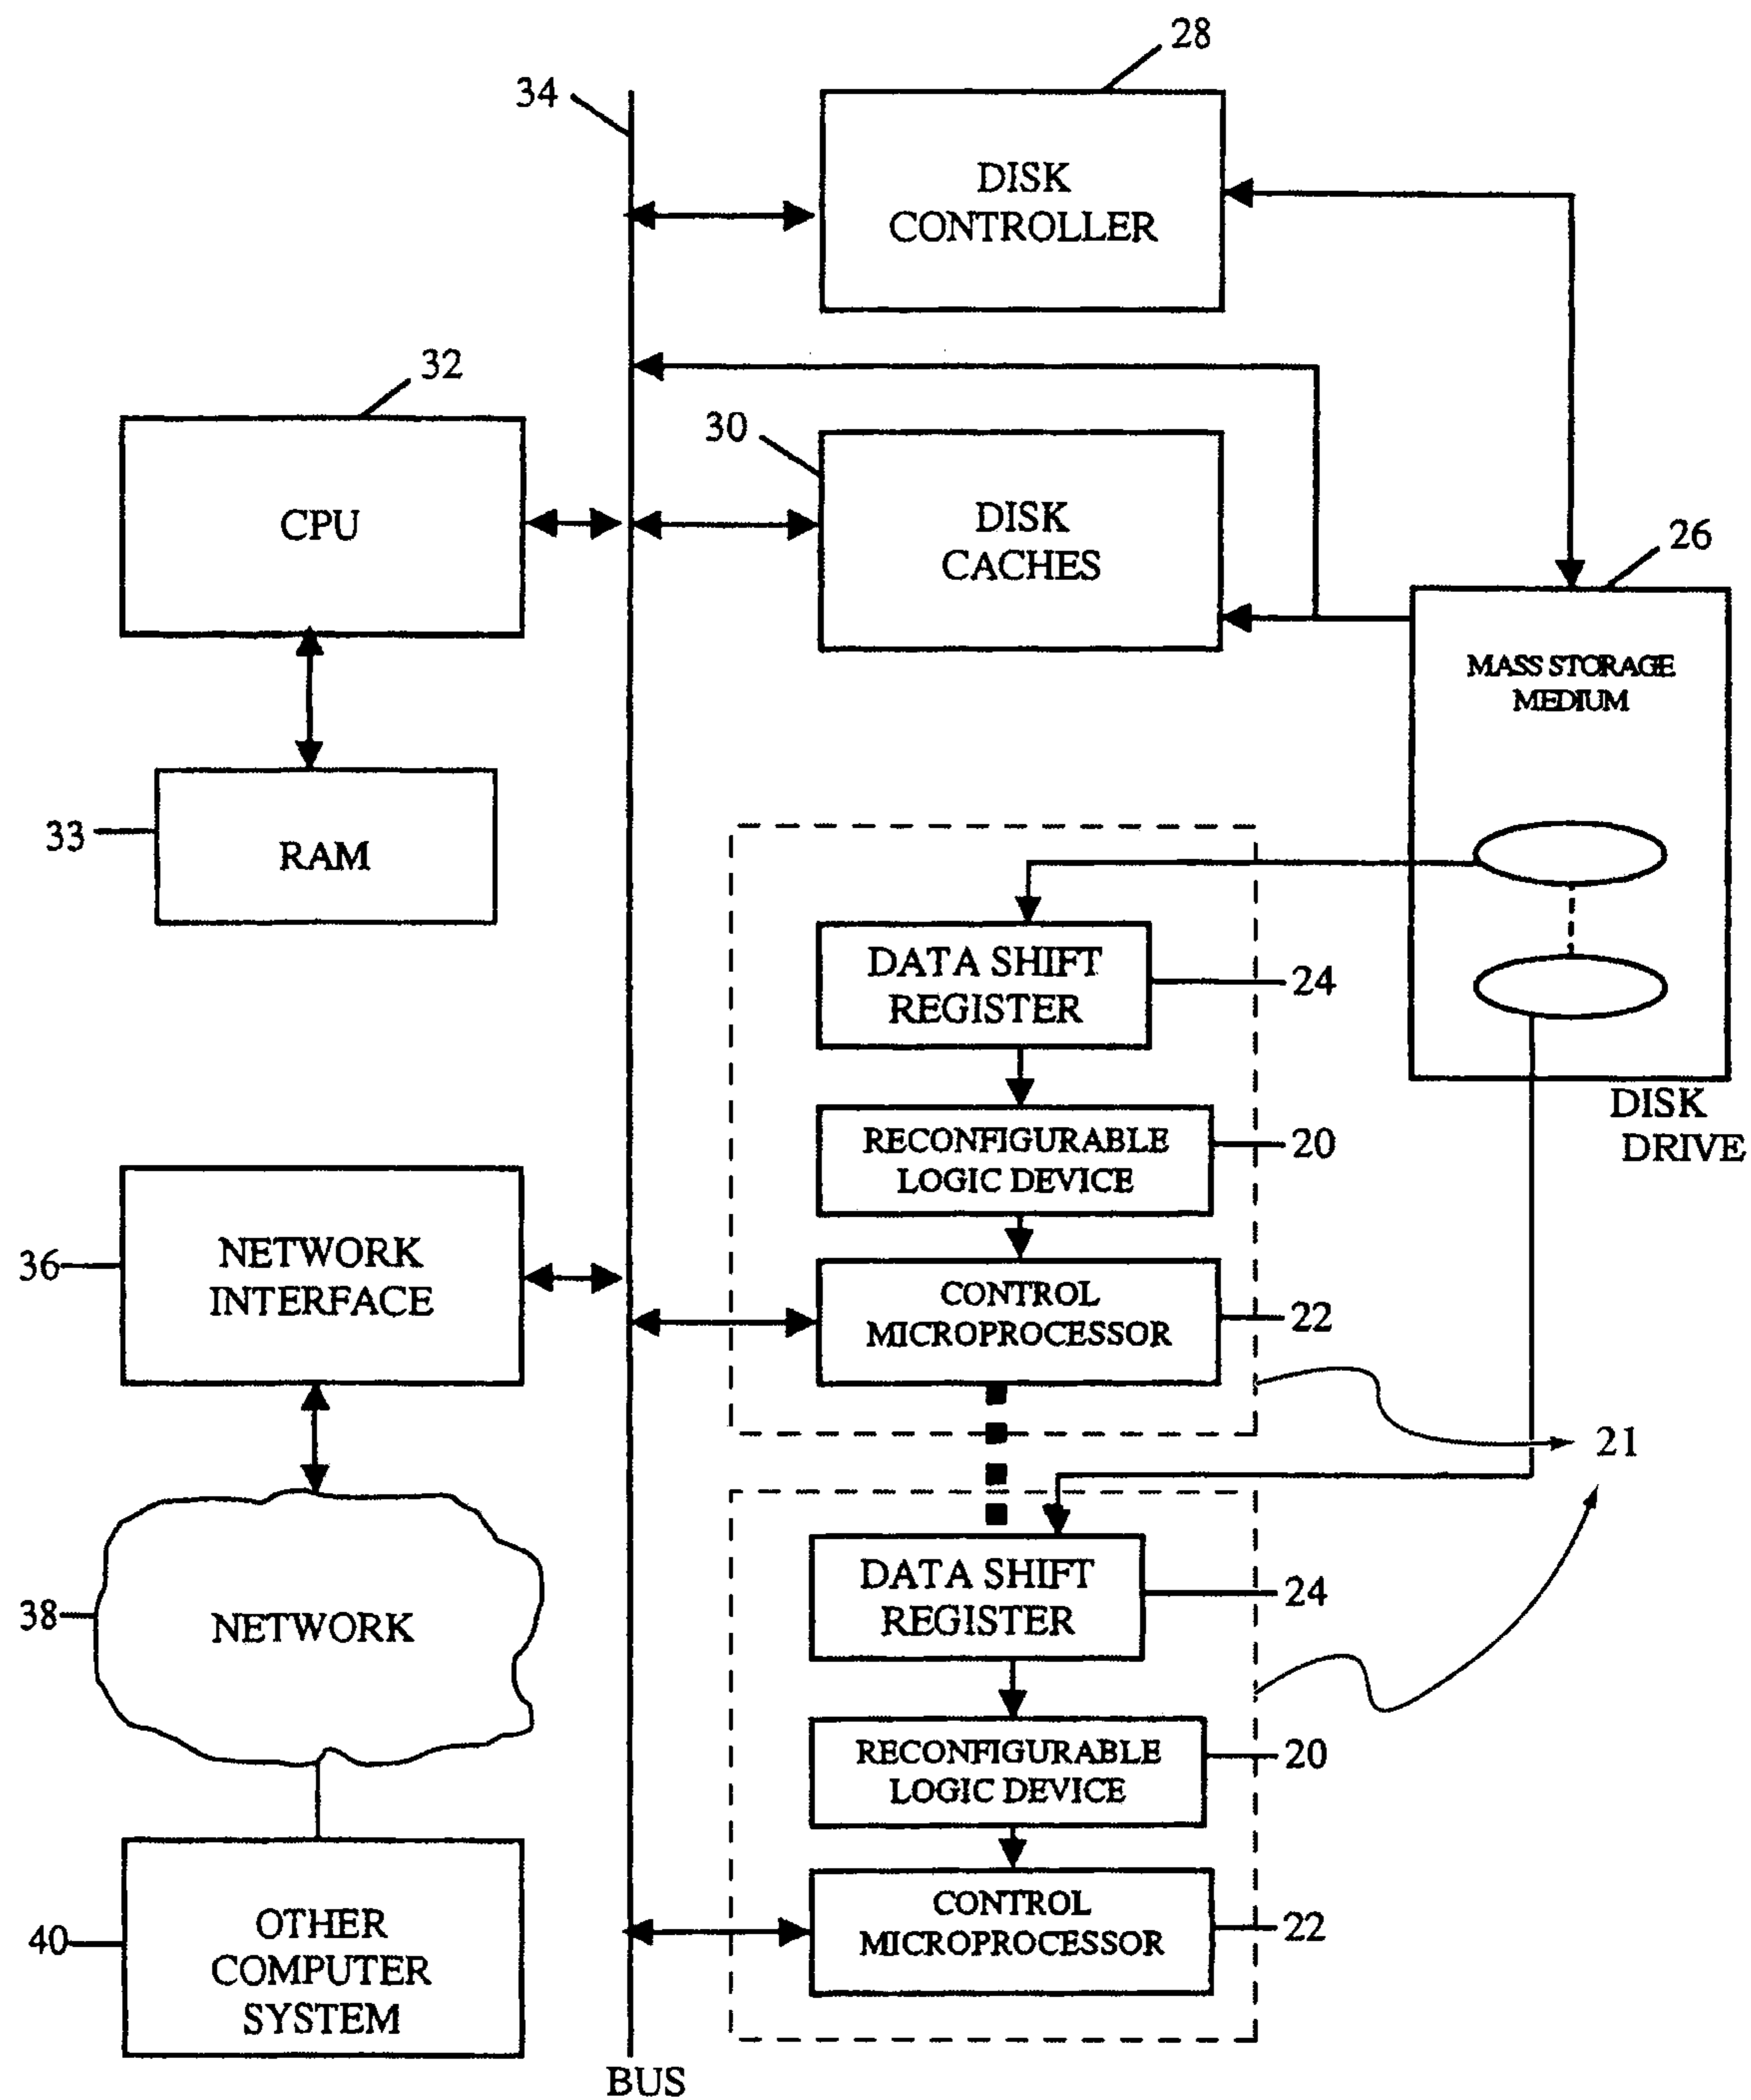 28
34
DISK
CONTROLLER
32
30
CPU
DISK
CACHES
26
MASS STORAGE
MEDIUM
33
RAM
DATA SHIFT
REGISTER
24
DISK
DRIVE
RECONFIGURABLE
LOGIC DEVICE
20
36
NETWORK
INTERFACE
CONTROL
MICROPROCESSOR
22
21
38
NETWORK
DATA SHIFT
REGISTER
24
RECONFIGURABLE
LOGIC DEVICE
20
40
OTHER
COMPUTER
SYSTEM
CONTROL
MICROPROCESSOR
22
BUS